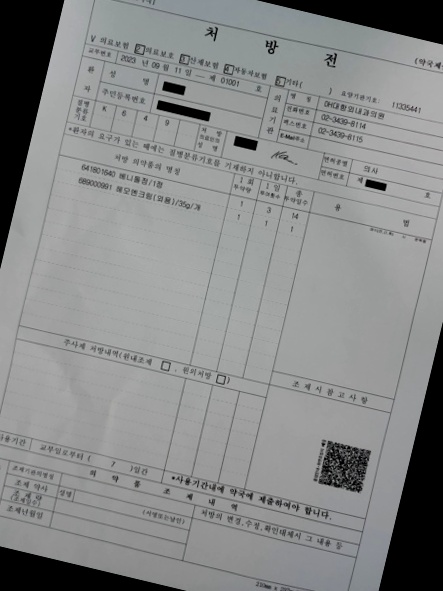 처 방 전
(약국제
V 의료보험 2 의료보호 3 산재보험 4 자동차보험 5 기타( ) 요양기관기호: 11335441
교부번호 2023 년 09 월 11 일 — 제 01001 호
환자
성 명
주민등록번호
의료기관
명 칭 DH대항외내과의원
전화번호 02-3439-8114
팩스번호 02-3439-8115
E-Mail주소
질병분류기호 K 6 4 9
처방 의료인의 성명
면허종별 의사
면허번호 제 호
*환자의 요구가 있는 때에는 질병분류기호를 기재하지 아니합니다.
처방 의약품의 명칭 1회투약량 1일투여횟수 총투약일수 용 법
641801640 헤니톨정/1정 1 3 14
689000991 헤모렉크림(외용)/35g/개 1 1 1
주사제 처방내역(원내조제 , 원외처방 )
조 제 시 참 고 사 항
사용기간 교부일로부터 ( 7 )일간 *사용기간내에 약국에 제출하여야 합니다.
의 약 품 조 제 내 역
조제기관의명칭
조제 약사 성명 (서명또는날인)
조제량 (조제일수)
조제년월일
처방의 변경,수정,확인대체시 그 내용 등